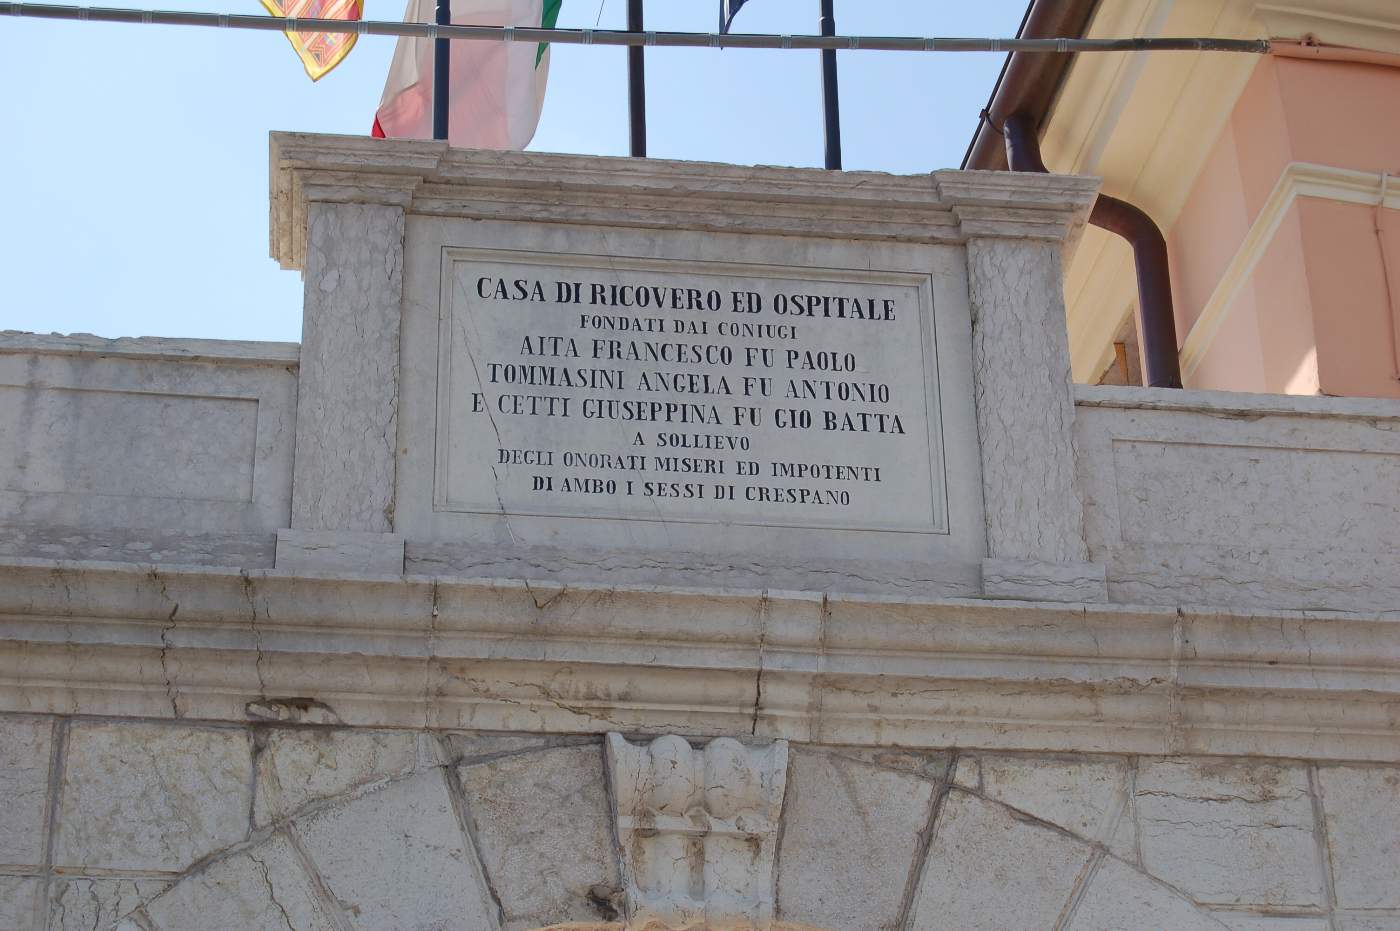 CASA DI RICOVERO ED OSPITALE
FONDATI DAI CONIUGI
AITA FRANCESCO FU PAOLO
TOMMASINI ANGELA FU ANTONIO
E CETTI GIUSEPPINA FU GIO BATTA
A SOLLIEVO
DEGLI ONORATI MISERI ED IMPOTENTI
DI AMBO I SESSI DI CRESPANO